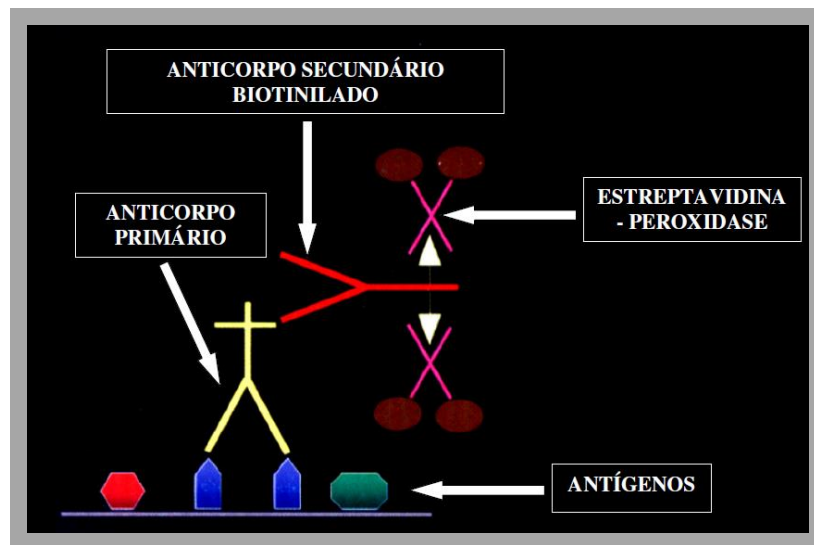 ANTICORPO SECUNDÁRIO
BIOTINILADO
ANTICORPO
PRIMÁRIO
ESTREPTAVIDINA
- PEROXIDASE
ANTÍGENOS